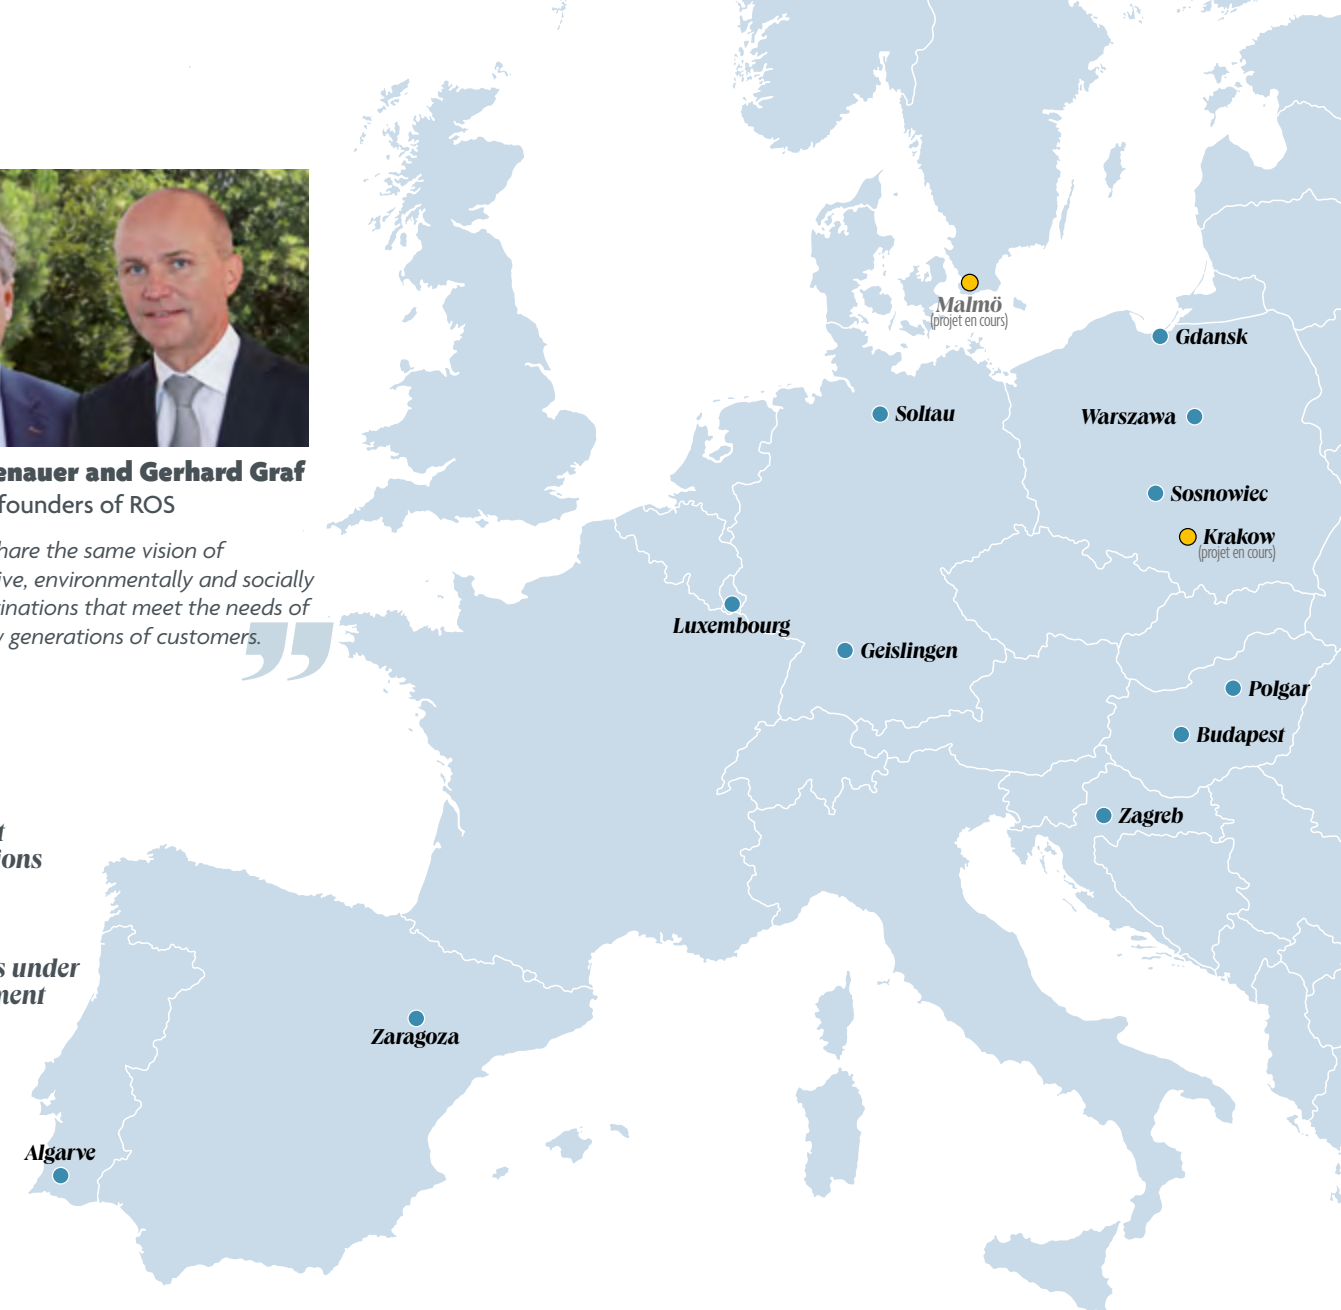 enauer and Gerhard Graf
founders of ROS
hare the same vision of
ive, environmentally and socially
inations that meet the needs of
generations of customers.
”
t
ions
s under
ment
Malmö
(projet en cours)
Gdansk
Soltau
Warszawa
Sosnowiec
Krakow
(projet en cours)
Luxembourg
Geislingen
Polgar
Budapest
Zagreb
Zaragoza
Algarve